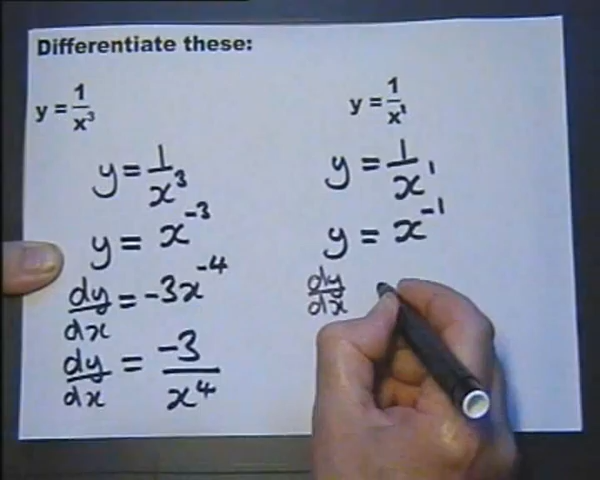 Differentiate these:
y = 1/x³
y = 1/x³
y = x⁻³
dy/dx = -3x⁻⁴
dy/dx = -3/x⁴
y = 1/x¹
y = 1/x¹
y = x⁻¹
dy/dx